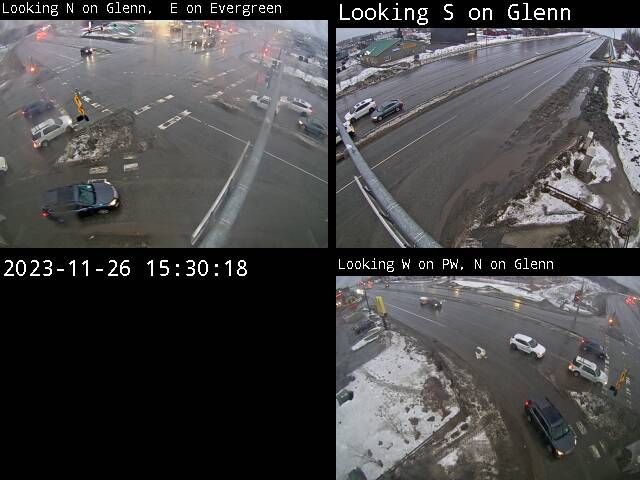 Looking N on Glenn,  E on Evergreen
Looking S on Glenn
2023-11-26 15:30:18
Looking W on PW, N on Glenn